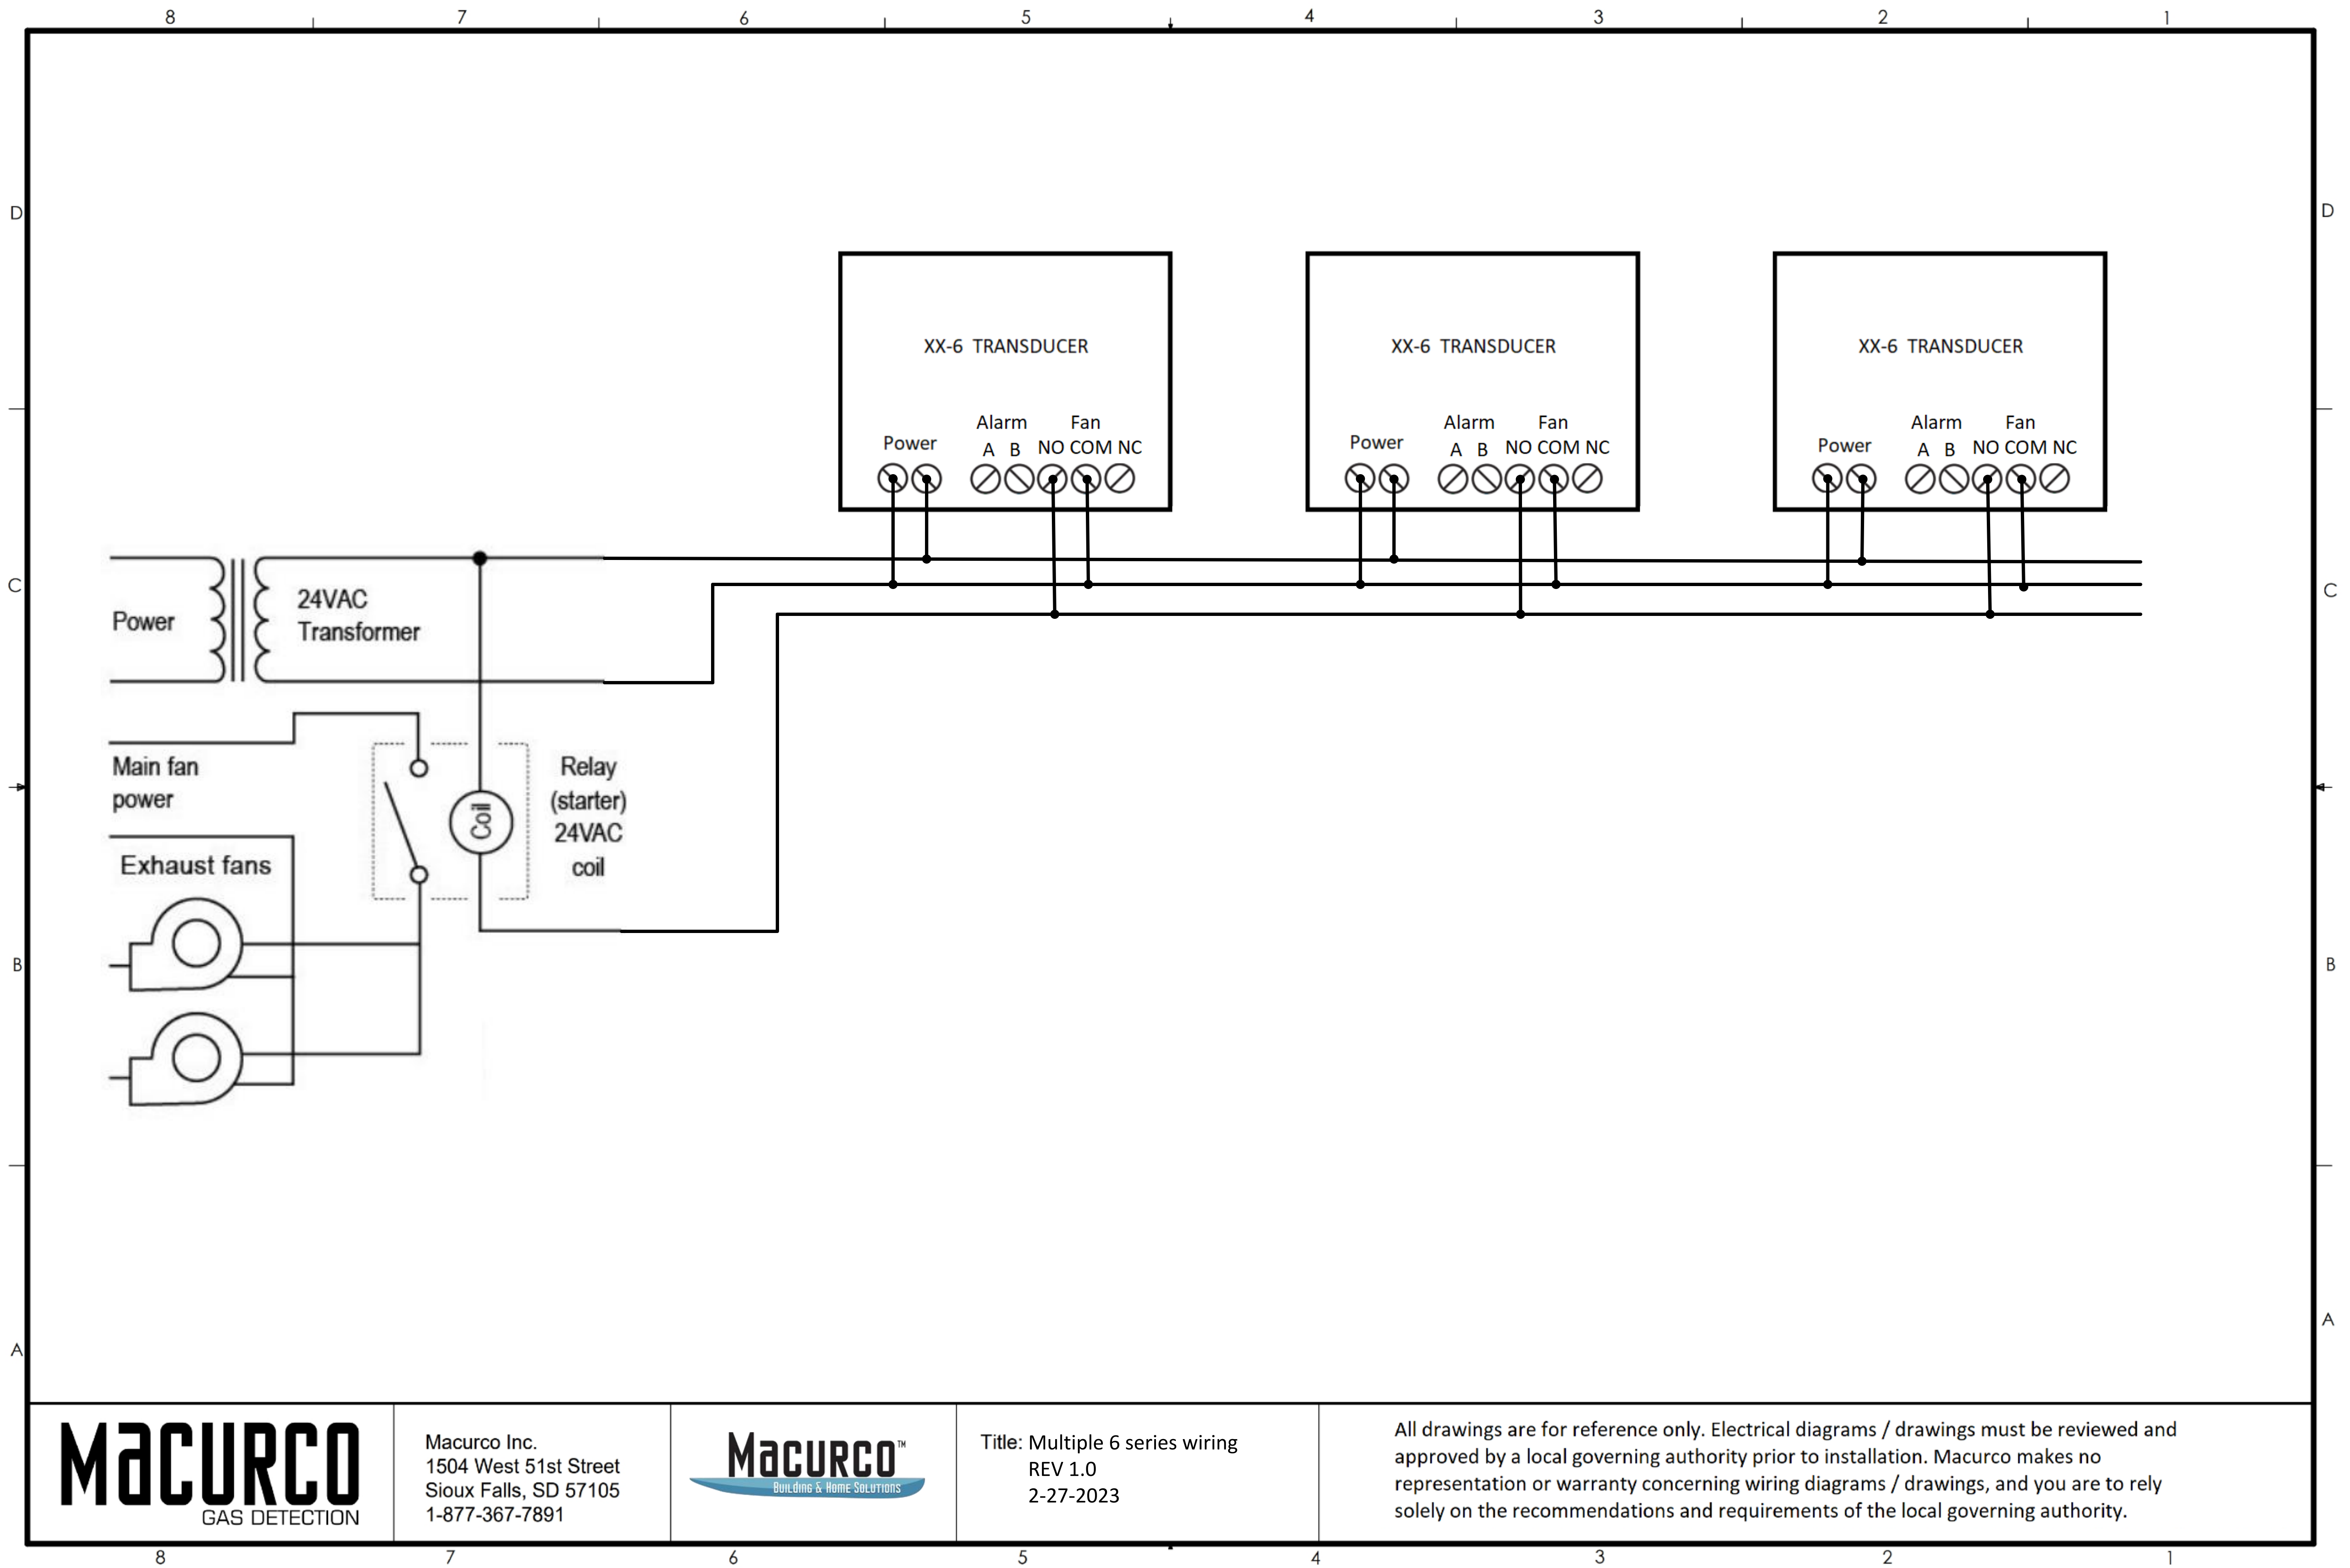 8 7 6 5 4 3 2 1
D D
XX-6 TRANSDUCER XX-6 TRANSDUCER XX-6 TRANSDUCER
Alarm Fan Alarm Fan Alarm Fan
Power A B NO COM NC Power A B NO COM NC Power A B NO COM NC
C C
24VAC
Power
Transformer
Main fan
power
Relay
(starter)
24VAC
coil
Coil
Exhaust fans
B B
A A
MACURCO
GAS DETECTION
Macurco Inc.
1504 West 51st Street
Sioux Falls, SD 57105
1-877-367-7891
MACURCO™
Building & Home Solutions
Title: Multiple 6 series wiring
REV 1.0
2-27-2023
All drawings are for reference only. Electrical diagrams / drawings must be reviewed and
approved by a local governing authority prior to installation. Macurco makes no
representation or warranty concerning wiring diagrams / drawings, and you are to rely
solely on the recommendations and requirements of the local governing authority.
8 7 6 5 4 3 2 1